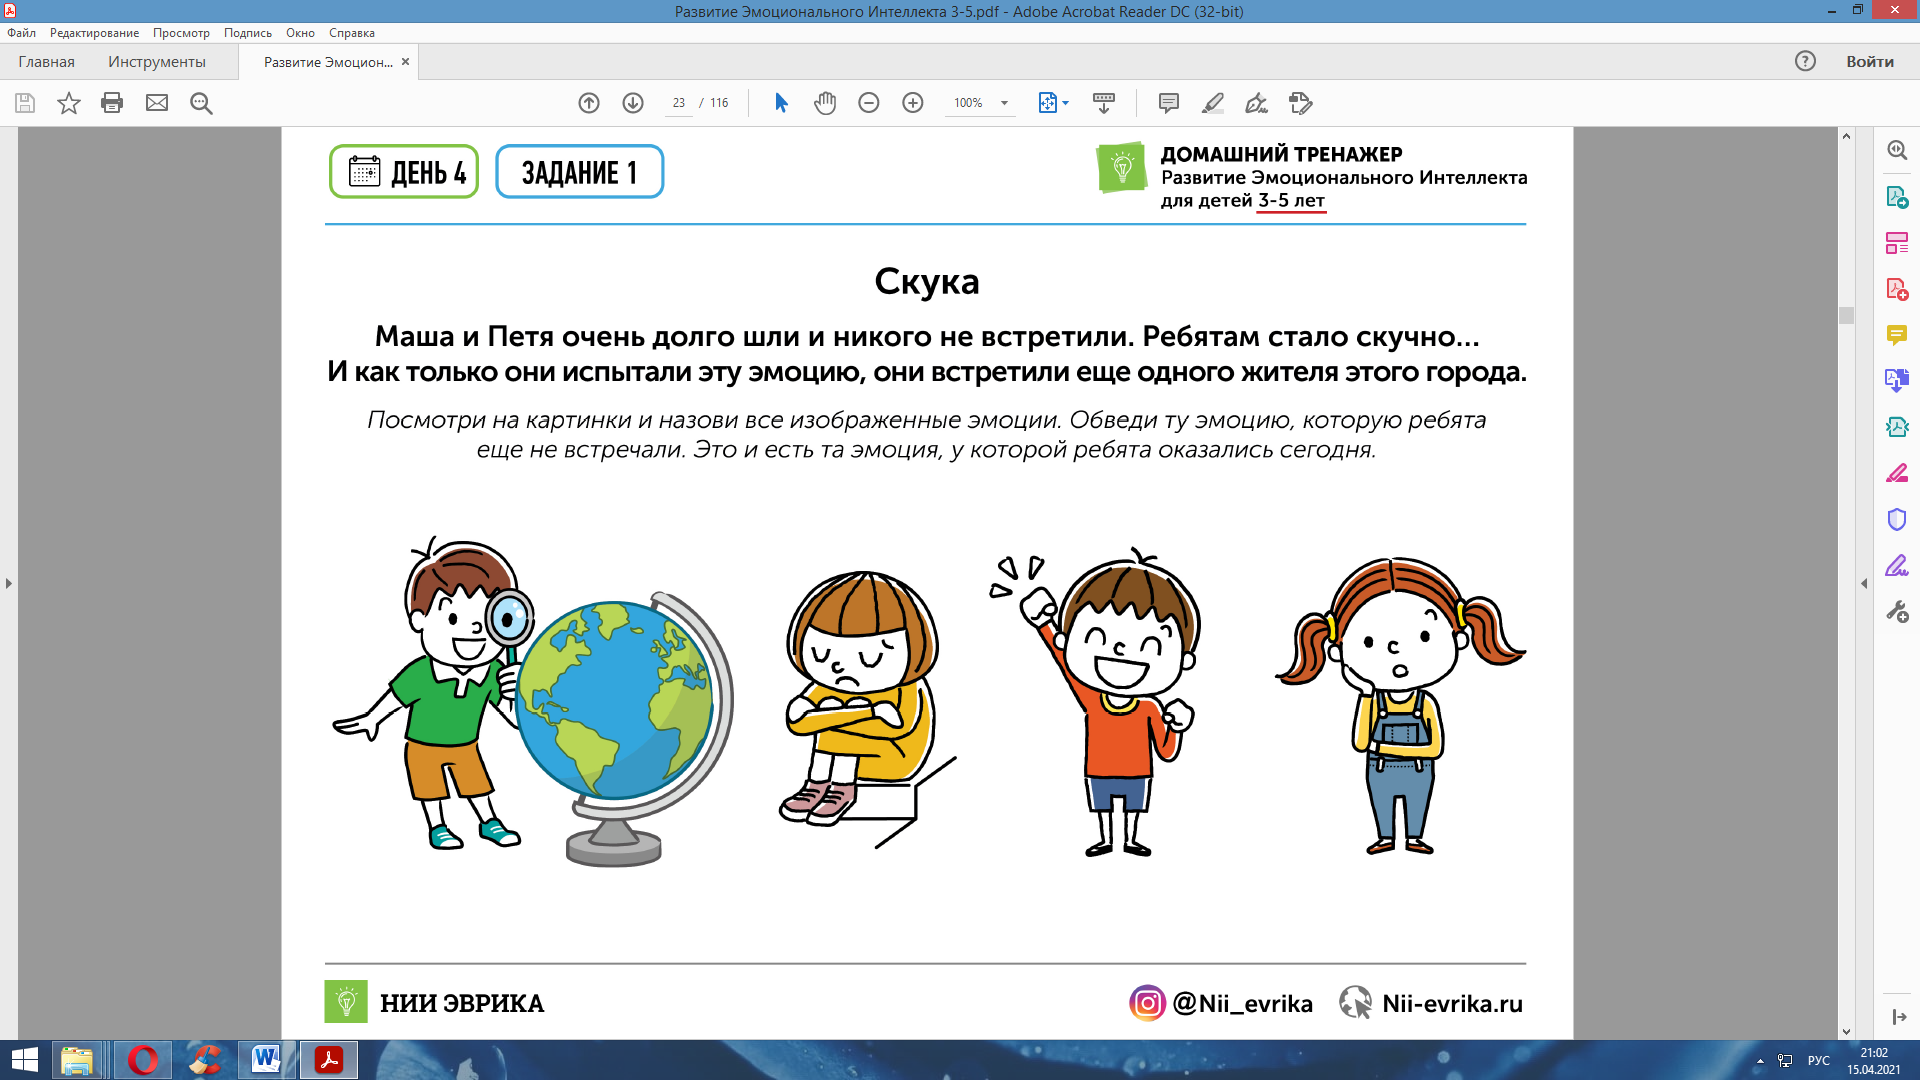 Развитие Эмоционального Интеллекта 3-5.pdf - Adobe Acrobat Reader DC (32-bit)
Файл Редактирование Просмотр Подпись Окно Справка
Главная Инструменты Развитие Эмоцион... × Войти
23 / 116 100%
ДЕНЬ 4 ЗАДАНИЕ 1
ДОМАШНИЙ ТРЕНАЖЕР
Развитие Эмоционального Интеллекта
для детей 3-5 лет
Скука
Маша и Петя очень долго шли и никого не встретили. Ребятам стало скучно...
И как только они испытали эту эмоцию, они встретили еще одного жителя этого города.
Посмотри на картинки и назови все изображенные эмоции. Обведи ту эмоцию, которую ребята
еще не встречали. Это и есть та эмоция, у которой ребята оказались сегодня.
НИИ ЭВРИКА @Nii_evrika Nii-evrika.ru
РУС 21:02
15.04.2021